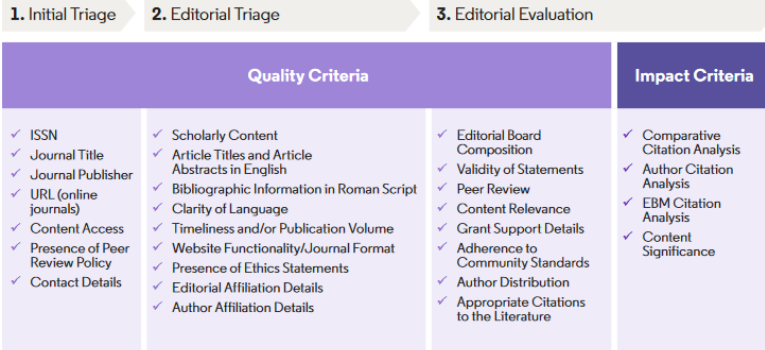 1. Initial Triage
2. Editorial Triage
3. Editorial Evaluation
Quality Criteria
Impact Criteria
ISSN
Journal Title
Journal Publisher
URL (online
journals)
Content Access
Presence of Peer
Review Policy
Contact Details
Scholarly Content
Article Titles and Article
Abstracts in English
Bibliographic Information in Roman Script
Clarity of Language
Timeliness and/or Publication Volume
Website Functionality/Journal Format
Presence of Ethics Statements
Editorial Affiliation Details
Author Affiliation Details
Editorial Board
Composition
Validity of Statements
Peer Review
Content Relevance
Grant Support Details
Adherence to
Community Standards
Author Distribution
Appropriate Citations
to the Literature
Comparative
Citation Analysis
Author Citation
Analysis
EBM Citation
Analysis
Content
Significance